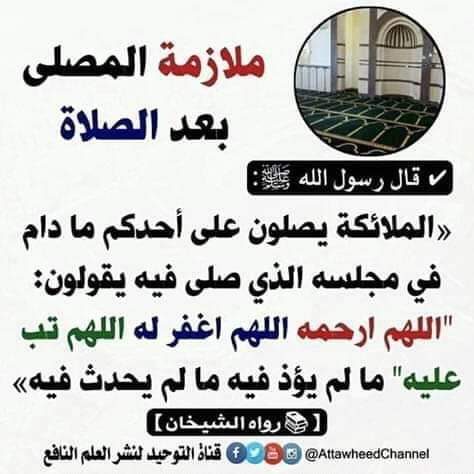 ملازمة المصلى
بعد الصلاة
✔ قال رسول الله ﷺ :
«الملائكة يصلون على أحدكم ما دام
في مجلسه الذي صلى فيه يقولون:
"اللهم ارحمه اللهم اغفر له اللهم تب
عليه" ما لم يؤذ فيه ما لم يحدث فيه»
[📚 رواه الشيخان]
قناة التوحيد لنشر العلم النافع @AttawheedChannel